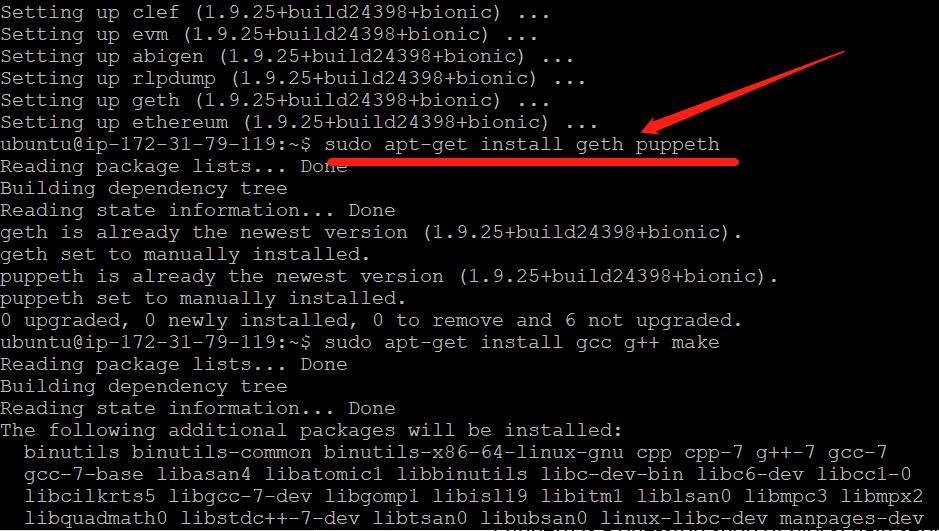 Setting up clef (1.9.25+build24398+bionic) ...
Setting up evm (1.9.25+build24398+bionic) ...
Setting up abigen (1.9.25+build24398+bionic) ...
Setting up rlpdump (1.9.25+build24398+bionic) ...
Setting up geth (1.9.25+build24398+bionic) ...
Setting up ethereum (1.9.25+build24398+bionic) ...
ubuntu@ip-172-31-79-119:~$ sudo apt-get install geth puppeth
Reading package lists... Done
Building dependency tree
Reading state information... Done
geth is already the newest version (1.9.25+build24398+bionic).
geth set to manually installed.
puppeth is already the newest version (1.9.25+build24398+bionic).
puppeth set to manually installed.
0 upgraded, 0 newly installed, 0 to remove and 6 not upgraded.
ubuntu@ip-172-31-79-119:~$ sudo apt-get install gcc g++ make
Reading package lists... Done
Building dependency tree
Reading state information... Done
The following additional packages will be installed:
  binutils binutils-common binutils-x86-64-linux-gnu cpp cpp-7 g++-7 gcc-7
  gcc-7-base libasan4 libatomic1 libbinutils libc-dev-bin libc6-dev libcc1-0
  libcilkrts5 libgcc-7-dev libgomp1 libisl19 libitm1 liblsan0 libmpc3 libmpx2
  libquadmath0 libstdc++-7-dev libtsan0 libubsan0 linux-libc-dev manpages-dev